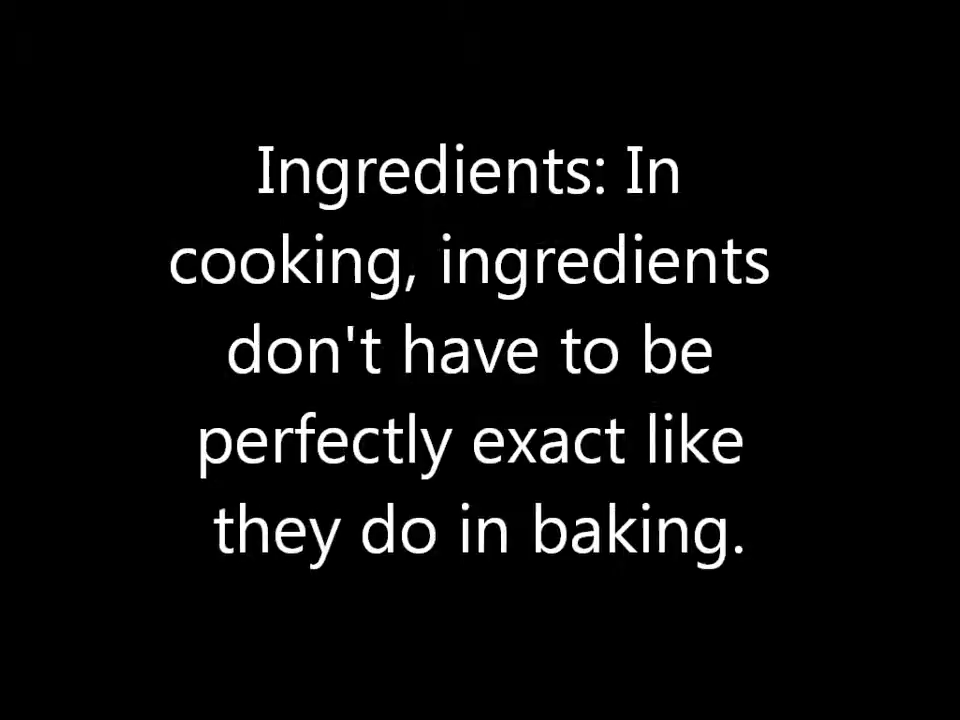 Ingredients: In
cooking, ingredients
don't have to be
perfectly exact like
they do in baking.